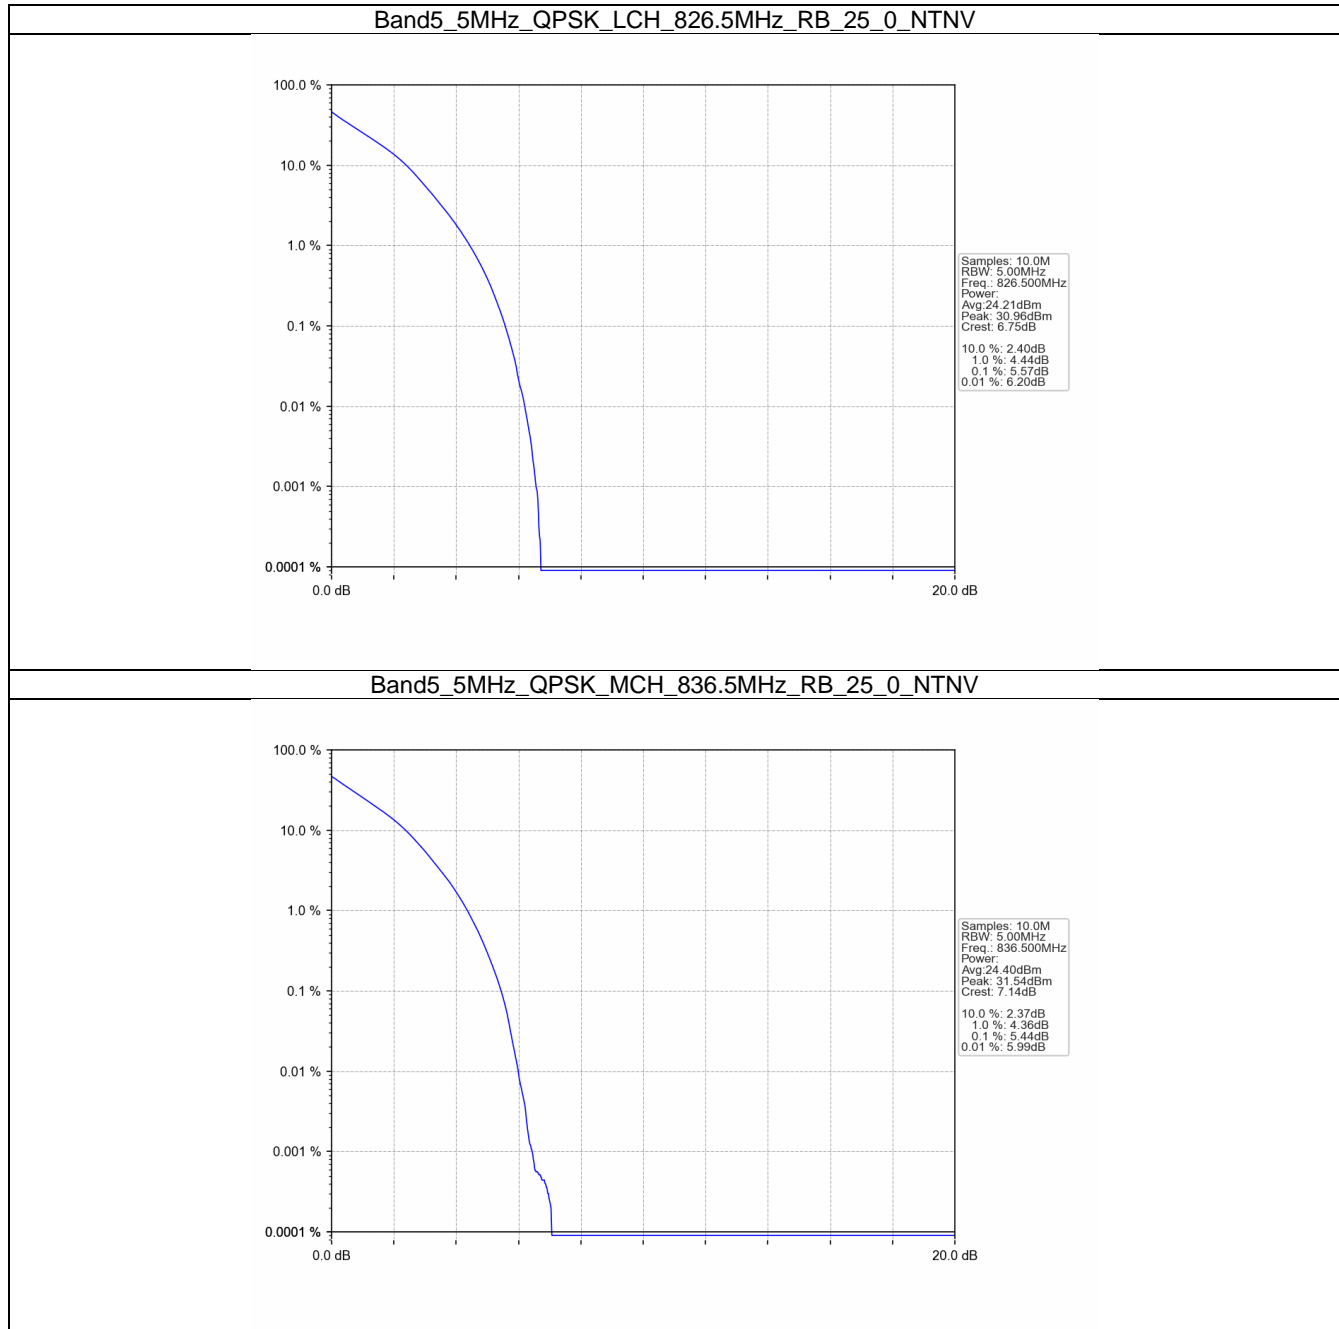 Band5_5MHz_QPSK_LCH_826.5MHz_RB_25_0_NTNV
100.0 %
10.0 %
1.0 %
0.1 %
0.01 %
0.001 %
0.0001 %
0.0 dB
20.0 dB
Samples: 10.0M
RBW: 5.00MHz
Freq.: 826.500MHz
Power:
Avg:24.21dBm
Peak: 30.96dBm
Crest: 6.75dB
10.0 %: 2.40dB
1.0 %: 4.44dB
0.1 %: 5.57dB
0.01 %: 6.20dB
Band5_5MHz_QPSK_MCH_836.5MHz_RB_25_0_NTNV
100.0 %
10.0 %
1.0 %
0.1 %
0.01 %
0.001 %
0.0001 %
0.0 dB
20.0 dB
Samples: 10.0M
RBW: 5.00MHz
Freq.: 836.500MHz
Power:
Avg:24.40dBm
Peak: 31.54dBm
Crest: 7.14dB
10.0 %: 2.37dB
1.0 %: 4.36dB
0.1 %: 5.44dB
0.01 %: 5.99dB